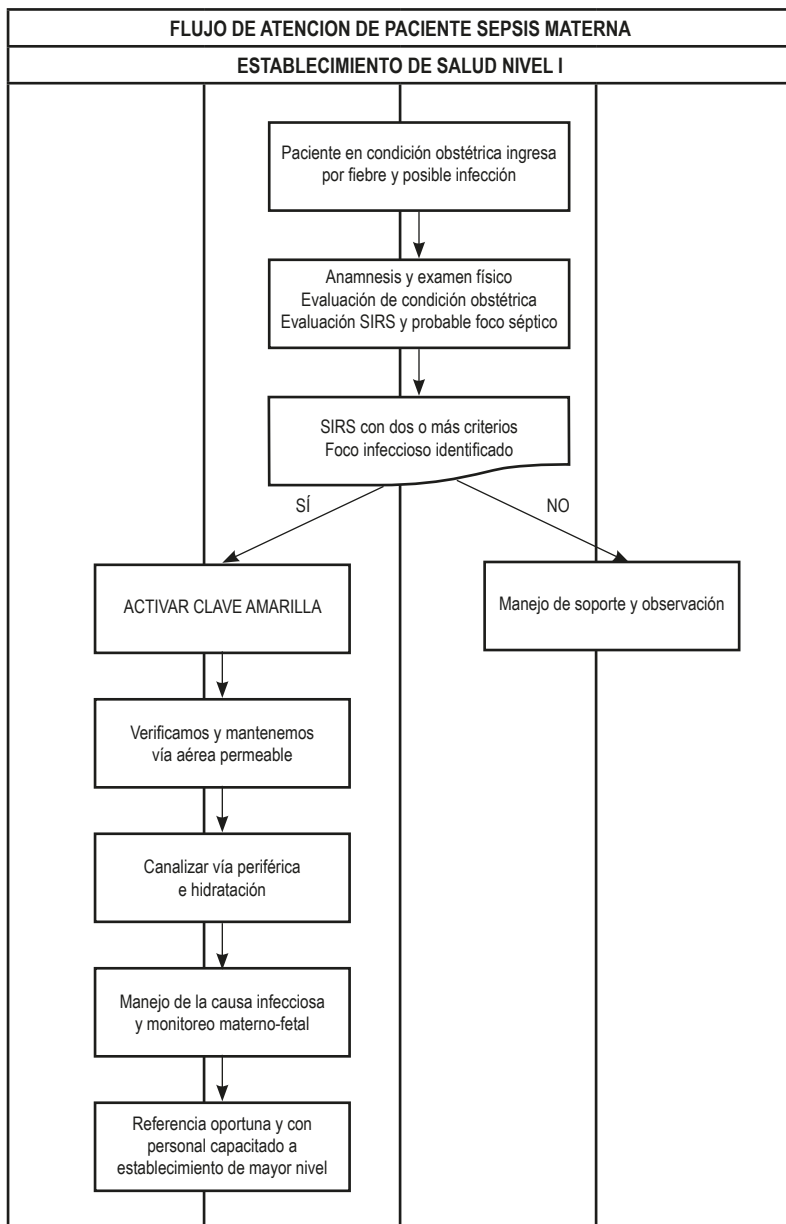 FLUJO DE ATENCION DE PACIENTE SEPSIS MATERNA
ESTABLECIMIENTO DE SALUD NIVEL I
Paciente en condición obstétrica ingresa
por fiebre y posible infección
Anamnesis y examen físico
Evaluación de condición obstétrica
Evaluación SIRS y probable foco séptico
SIRS con dos o más criterios
Foco infeccioso identificado
SÍ
NO
ACTIVAR CLAVE AMARILLA
Manejo de soporte y observación
Verificamos y mantenemos
vía aérea permeable
Canalizar vía periférica
e hidratación
Manejo de la causa infecciosa
y monitoreo materno-fetal
Referencia oportuna y con
personal capacitado a
establecimiento de mayor nivel